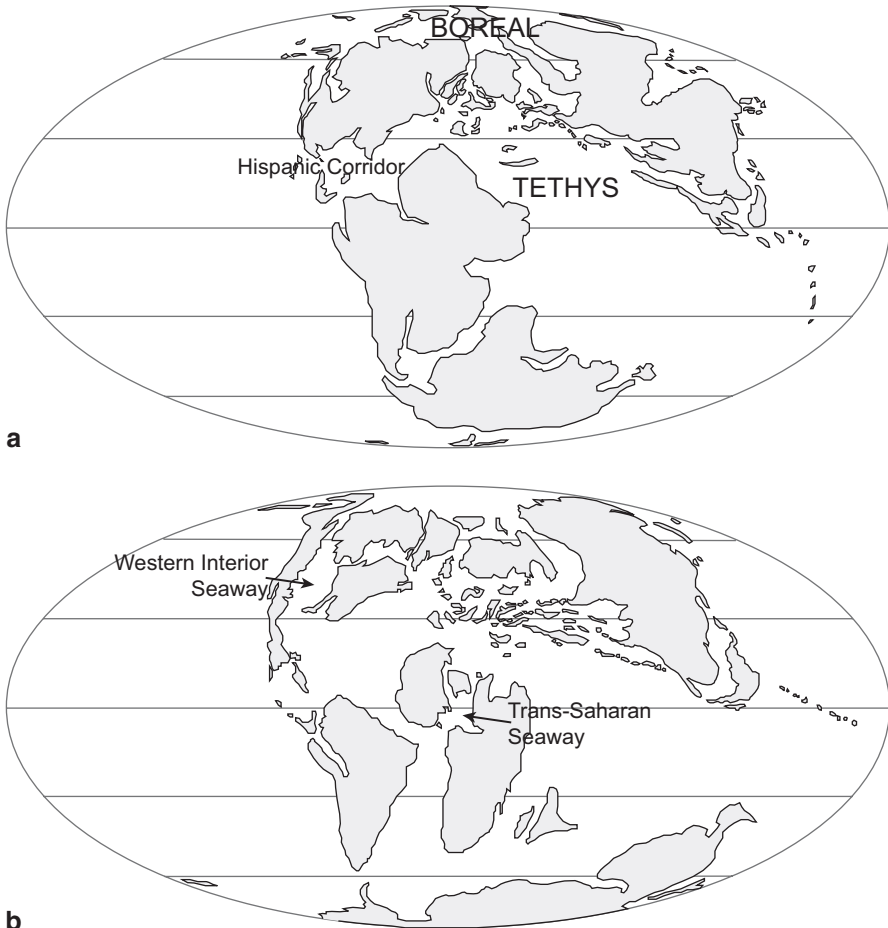 BOREAL
Hispanic Corridor
TETHYS
a
Western Interior
Seaway
Trans-Saharan
Seaway
b